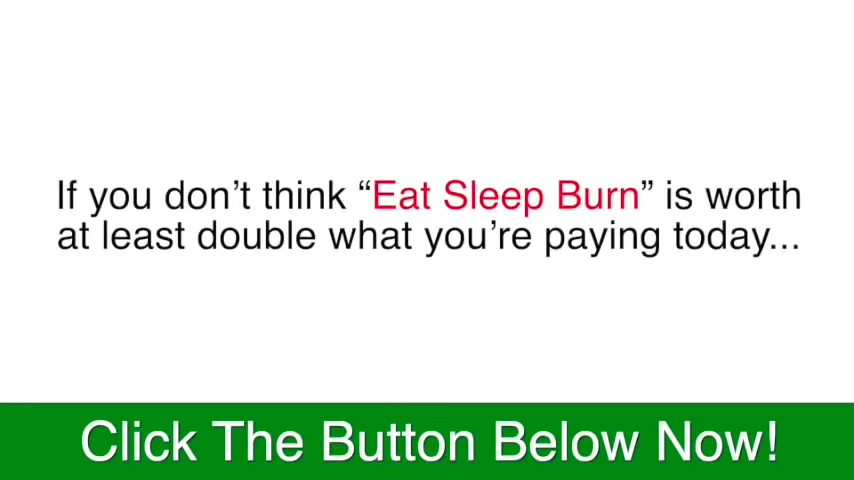 If you don’t think “Eat Sleep Burn” is worth
at least double what you’re paying today...
Click The Button Below Now!